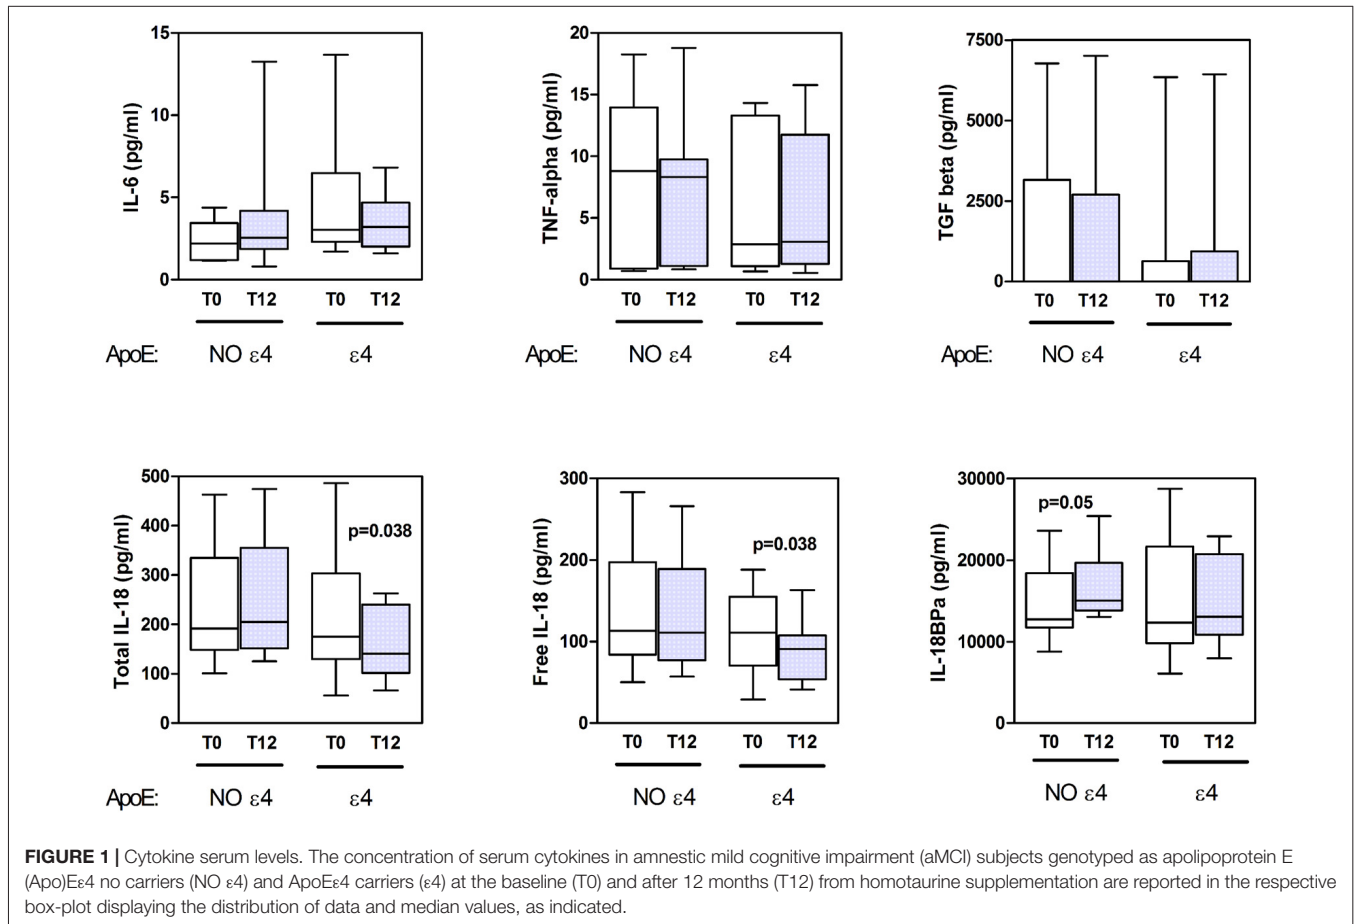 15
10
5
0
IL-6 (pg/ml)
T0 T12 T0 T12
ApoE: NO ε4 ε4
20
15
10
5
0
TNF-alpha (pg/ml)
T0 T12 T0 T12
ApoE: NO ε4 ε4
7500
5000
2500
0
TGF beta (pg/ml)
T0 T12 T0 T12
ApoE: NO ε4 ε4
500
400
300
200
100
0
Total IL-18 (pg/ml)
p=0.038
T0 T12 T0 T12
ApoE: NO ε4 ε4
300
200
100
0
Free IL-18 (pg/ml)
p=0.038
T0 T12 T0 T12
NO ε4 ε4
30000
20000
10000
0
IL-18BPa (pg/ml)
p=0.05
T0 T12 T0 T12
NO ε4 ε4
FIGURE 1 | Cytokine serum levels. The concentration of serum cytokines in amnestic mild cognitive impairment (aMCI) subjects genotyped as apolipoprotein E
(Apo)Eε4 no carriers (NO ε4) and ApoEε4 carriers (ε4) at the baseline (T0) and after 12 months (T12) from homotaurine supplementation are reported in the respective
box-plot displaying the distribution of data and median values, as indicated.